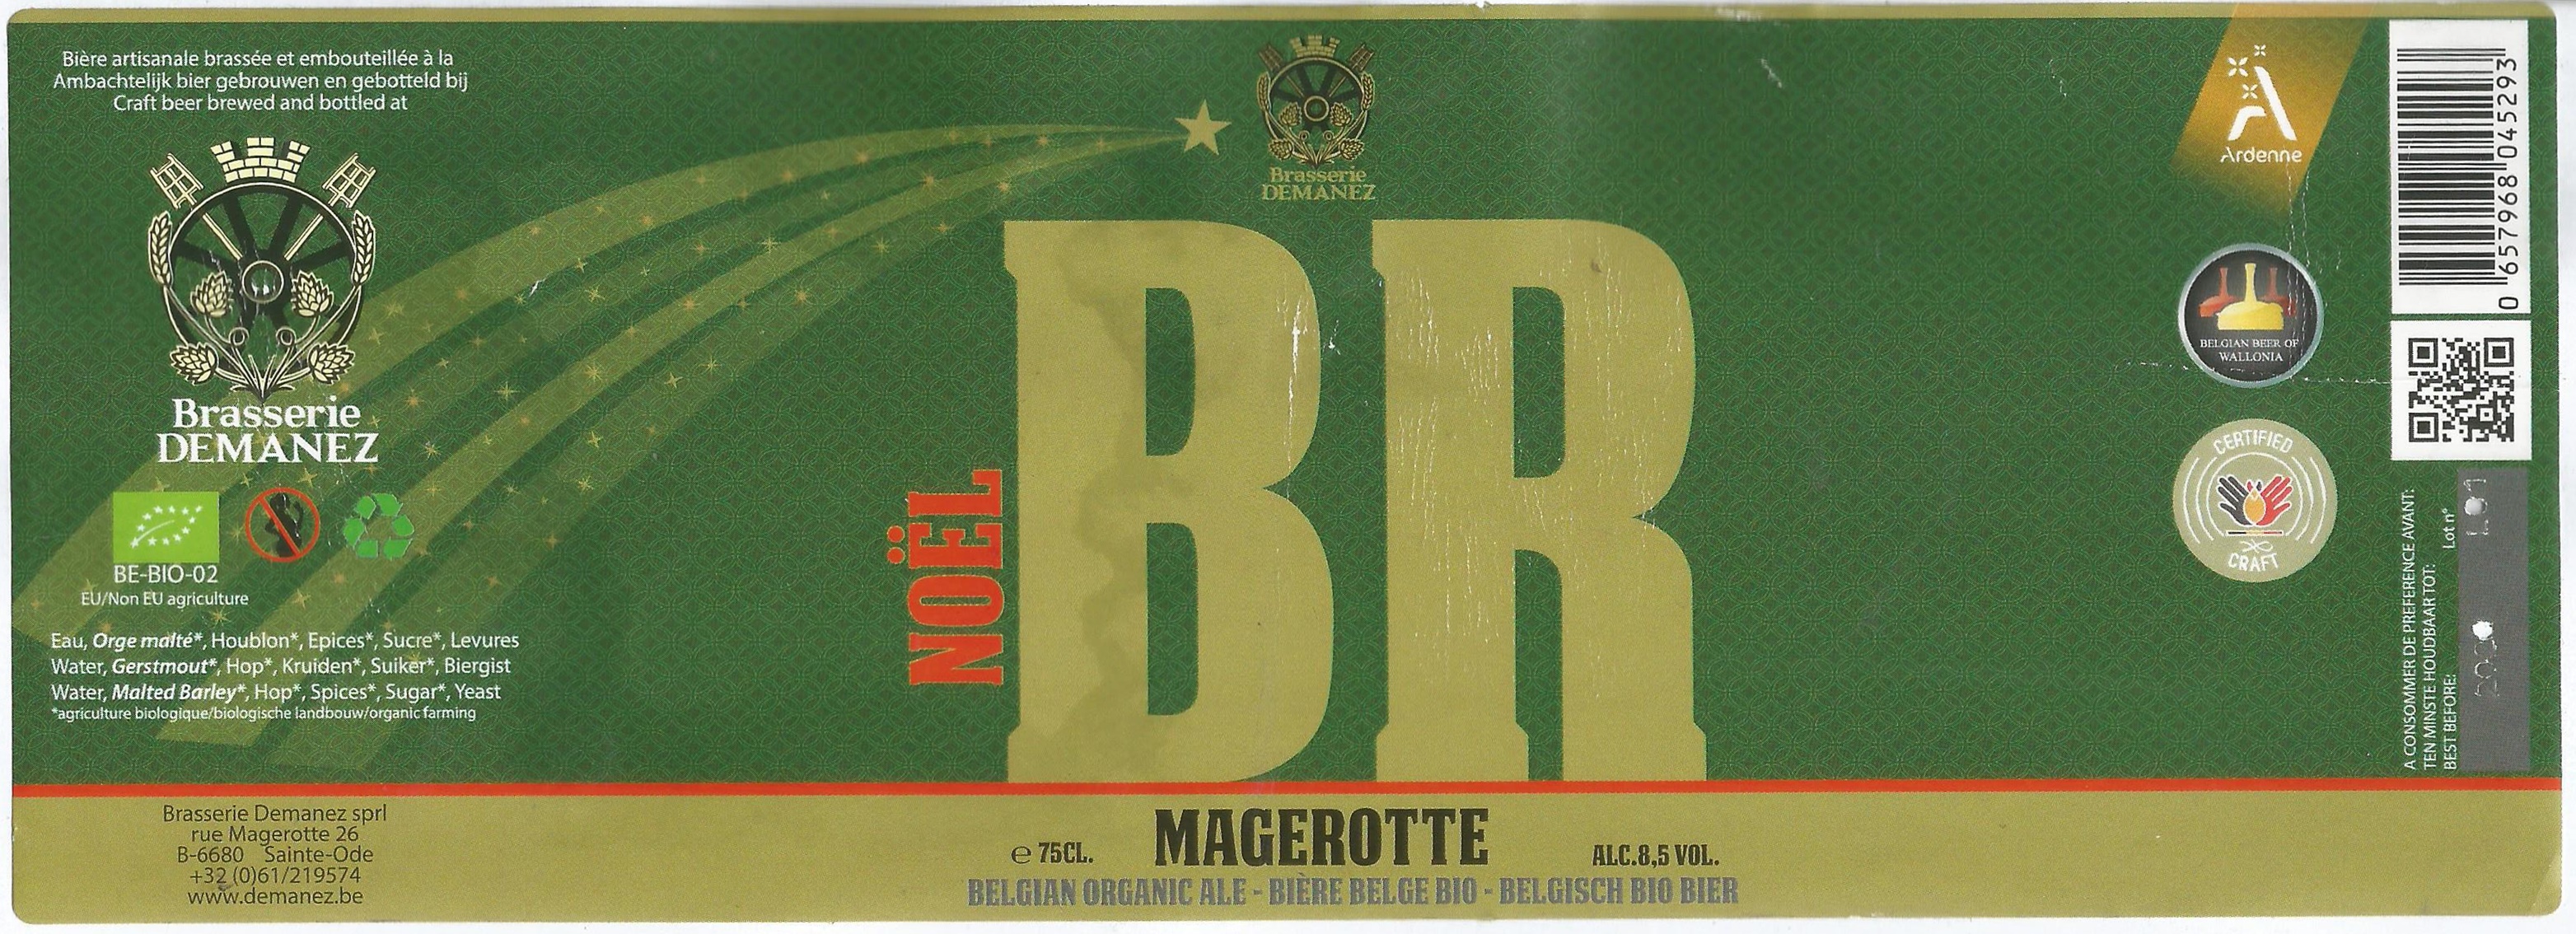 Bière artisanale brassée et embouteillée à la
Ambachtelijk bier gebrouwen en gebotteld bij
Craft beer brewed and bottled at
Brasserie
DEMANEZ
BE-BIO-02
EU/Non EU agriculture
Eau, Orge malté*, Houblon*, Epices*, Sucre*, Levures
Water, Gerstmout*, Hop*, Kruiden*, Suiker*, Biergist
Water, Malted Barley*, Hop*, Spices*, Sugar*, Yeast
*agriculture biologique/biologische landbouw/organic farming
Brasserie Demanez sprl
rue Magerotte 26
B-6680 Sainte-Ode
+32 (0)61/219574
www.demanez.be
Brasserie
DEMANEZ
NOËL
BR
MAGEROTTE
e 75CL.
ALC.8,5 VOL.
BELGIAN ORGANIC ALE - BIÈRE BELGE BIO - BELGISCH BIO BIER
Ardenne
BELGIAN BEER OF
WALLONIA
CERTIFIED
CRAFT
0 657968 045293
A CONSOMMER DE PREFERENCE AVANT:
TEN MINSTE HOUDBAAR TOT:
BEST BEFORE:
Lot n°